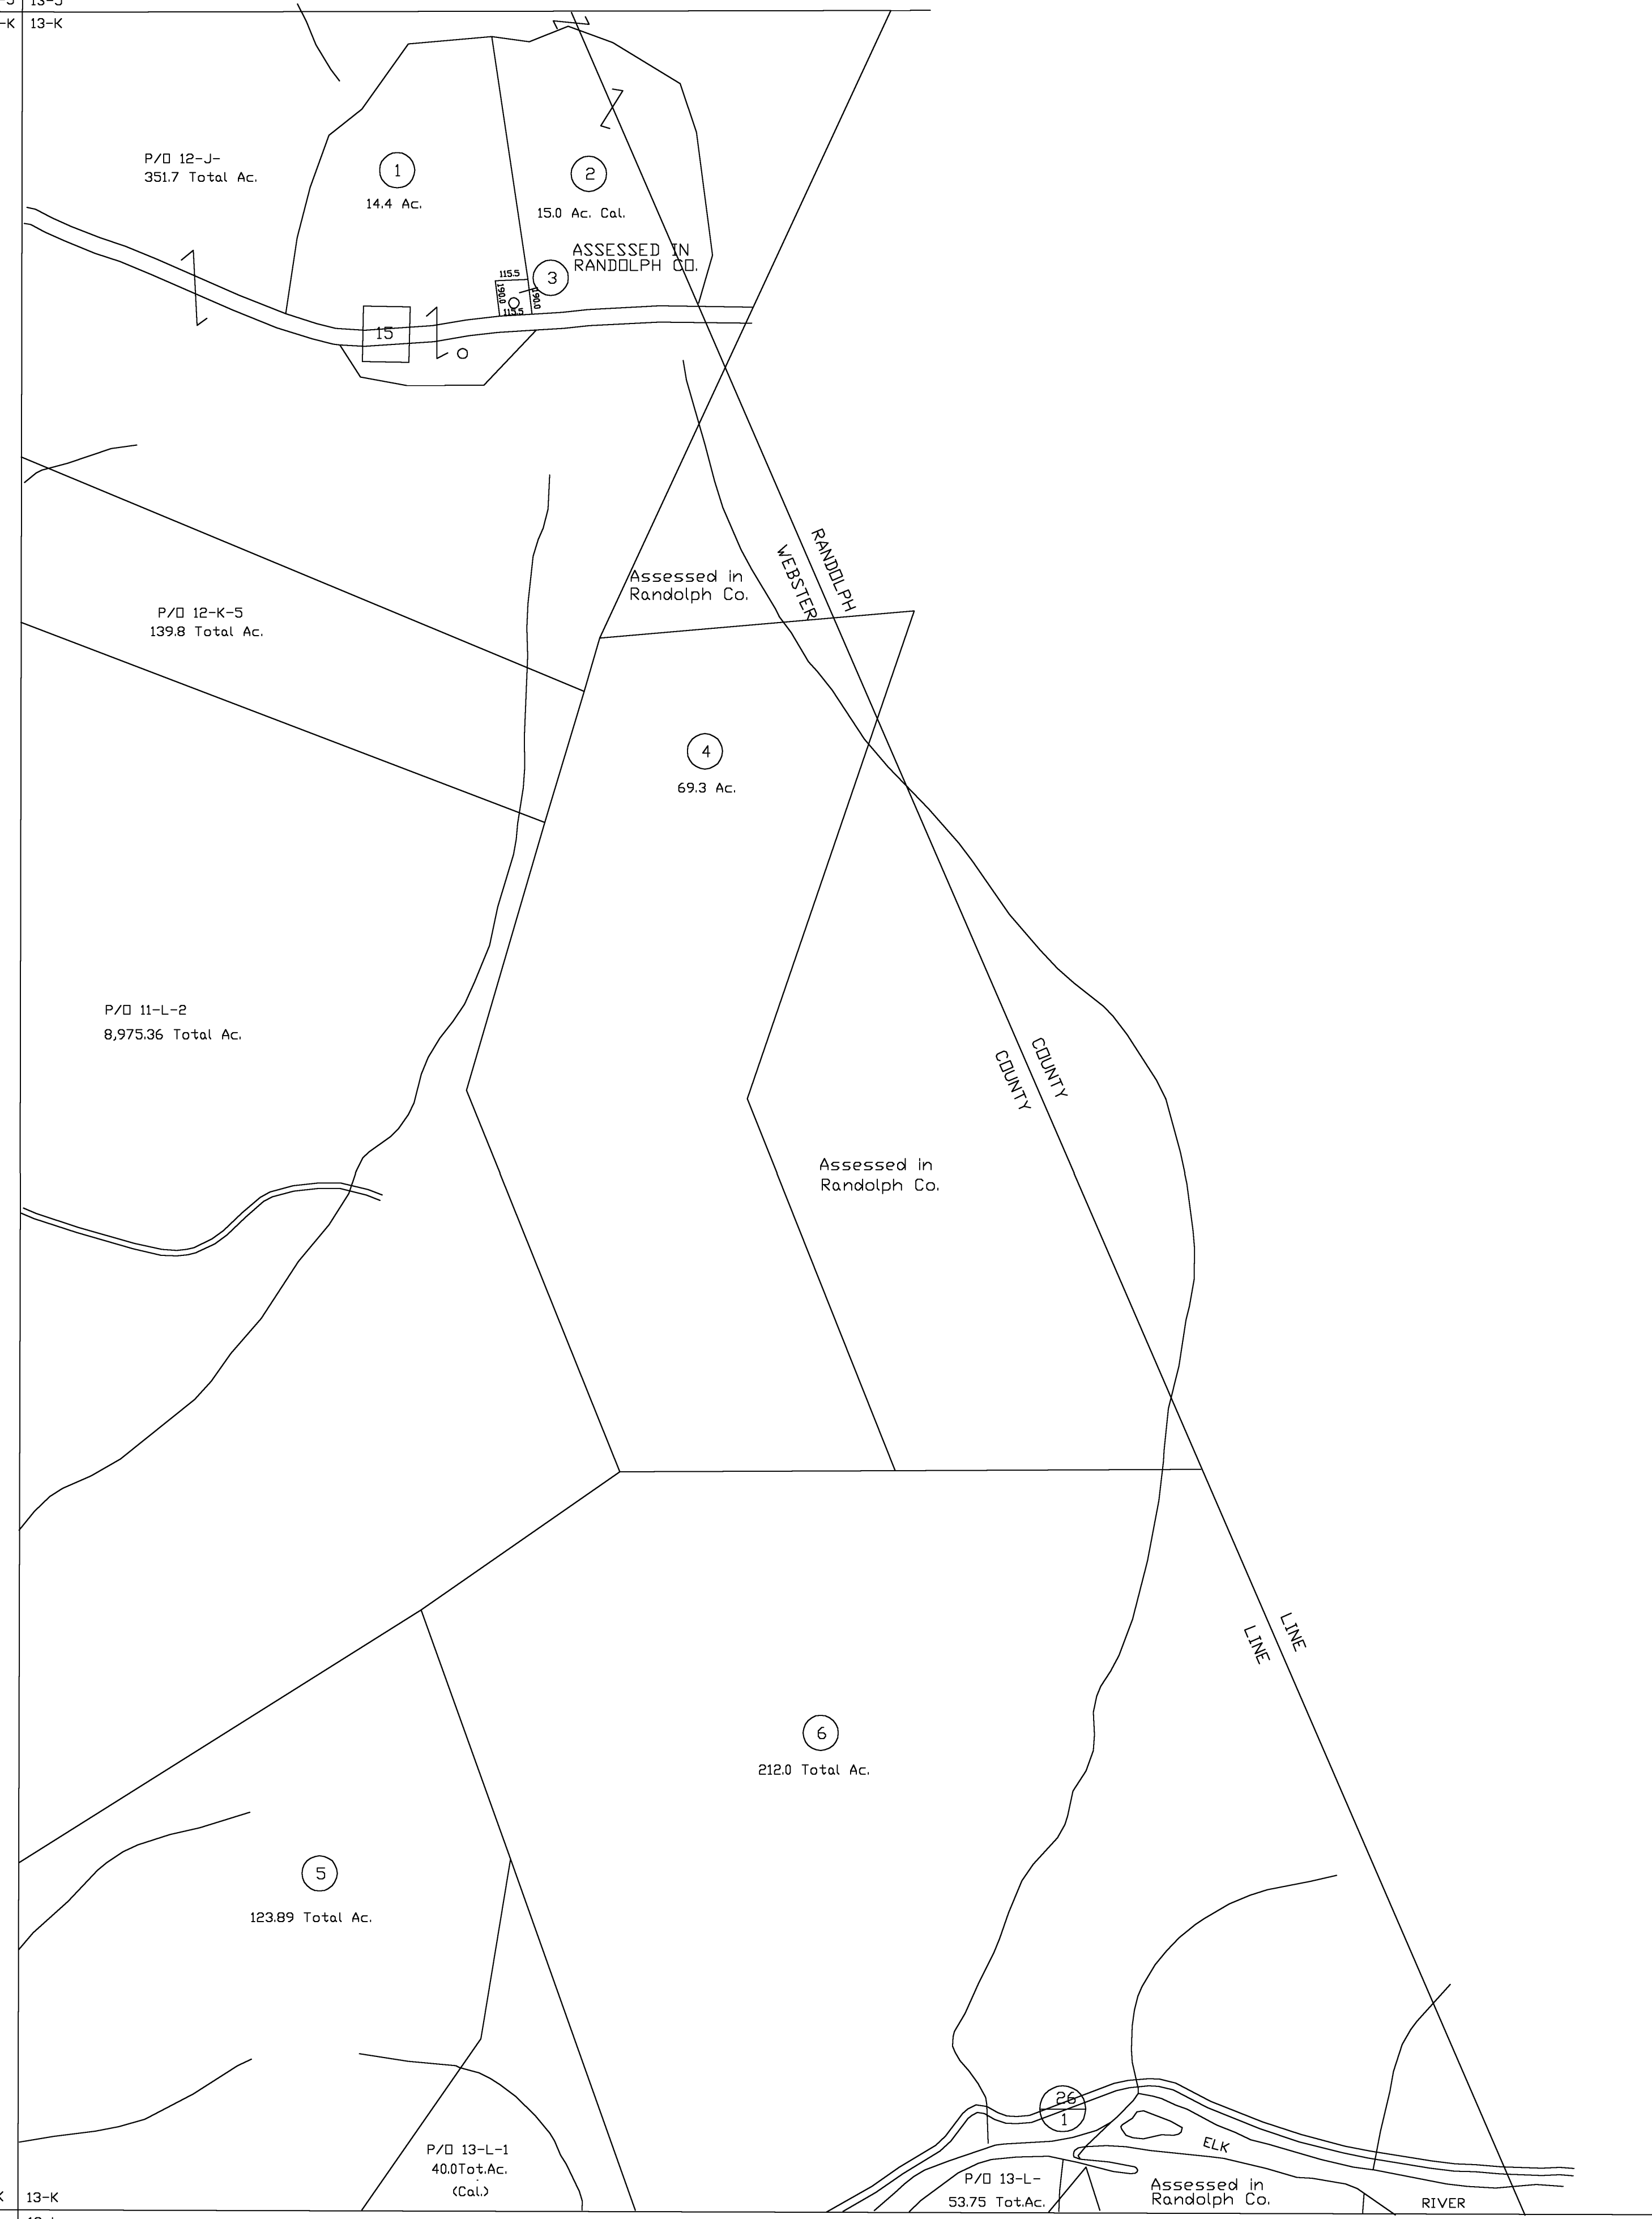 13-J
-K 13-K
P/O 12-J-
351.7 Total Ac.
1
14.4 Ac.
2
15.0 Ac. Cal.
ASSESSED IN
RANDOLPH CO.
3
115.5
190.0
190.0
115.5
15
Assessed in
Randolph Co.
WEBSTER
RANDOLPH
P/O 12-K-5
139.8 Total Ac.
4
69.3 Ac.
P/O 11-L-2
8,975.36 Total Ac.
COUNTY
COUNTY
Assessed in
Randolph Co.
LINE
LINE
6
212.0 Total Ac.
5
123.89 Total Ac.
26
1
P/O 13-L-1
40.0Tot.Ac.
(Cal.)
ELK
P/O 13-L-
53.75 Tot.Ac.
Assessed in
Randolph Co.
RIVER
K 13-K